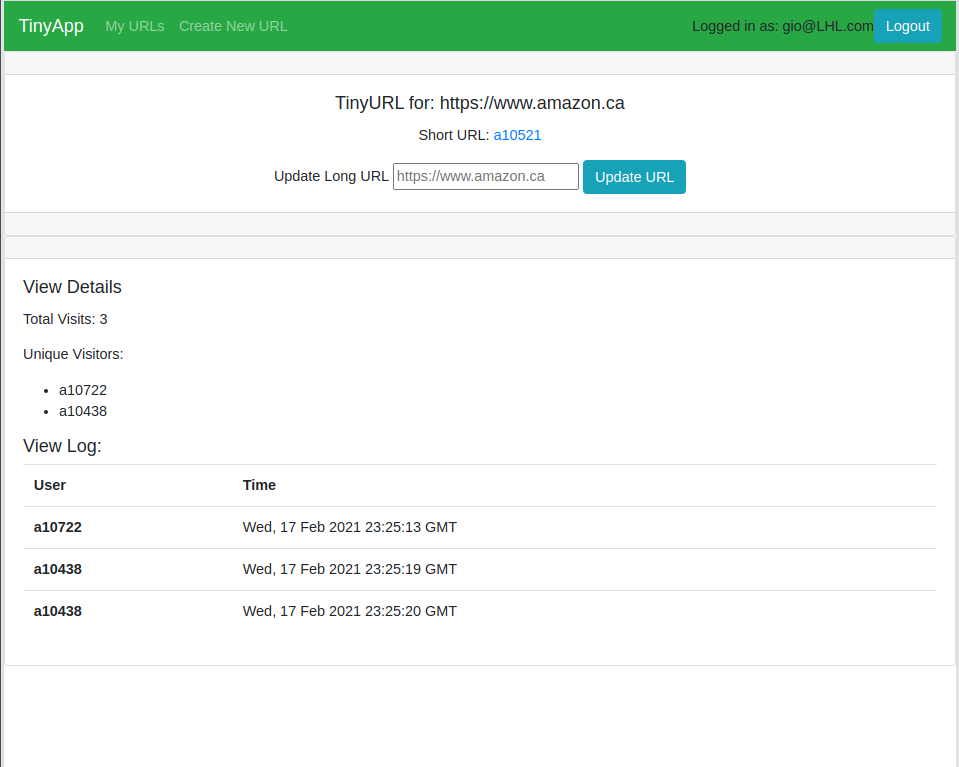 TinyApp My URLs Create New URL Logged in as: gio@LHL.com Logout
TinyURL for: https://www.amazon.ca
Short URL: a10521
Update Long URL https://www.amazon.ca Update URL
View Details
Total Visits: 3
Unique Visitors:
• a10722
• a10438
View Log:
User Time
a10722 Wed, 17 Feb 2021 23:25:13 GMT
a10438 Wed, 17 Feb 2021 23:25:19 GMT
a10438 Wed, 17 Feb 2021 23:25:20 GMT